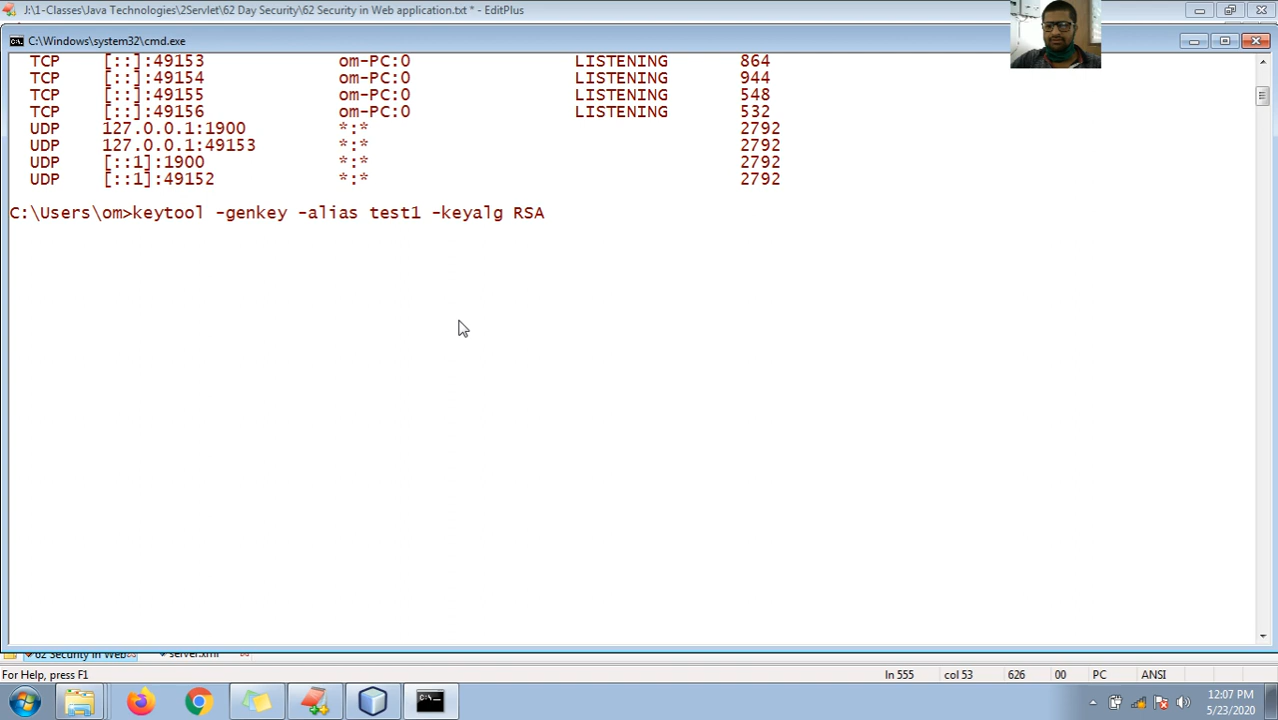 J:\1-Classes\Java Technologies\2Servlet\62 Day Security\62 Security in Web application.txt * - EditPlus
C:\Windows\system32\cmd.exe
TCP [::]:49153 om-PC:0 LISTENING 864
TCP [::]:49154 om-PC:0 LISTENING 944
TCP [::]:49155 om-PC:0 LISTENING 548
TCP [::]:49156 om-PC:0 LISTENING 532
UDP 127.0.0.1:1900 *:* 2792
UDP 127.0.0.1:49153 *:* 2792
UDP [::1]:1900 *:* 2792
UDP [::1]:49152 *:* 2792
C:\Users\om>keytool -genkey -alias test1 -keyalg RSA
62 Security in Web server.xml
For Help, press F1 ln 555 col 53 626 00 PC ANSI
12:07 PM
5/23/2020